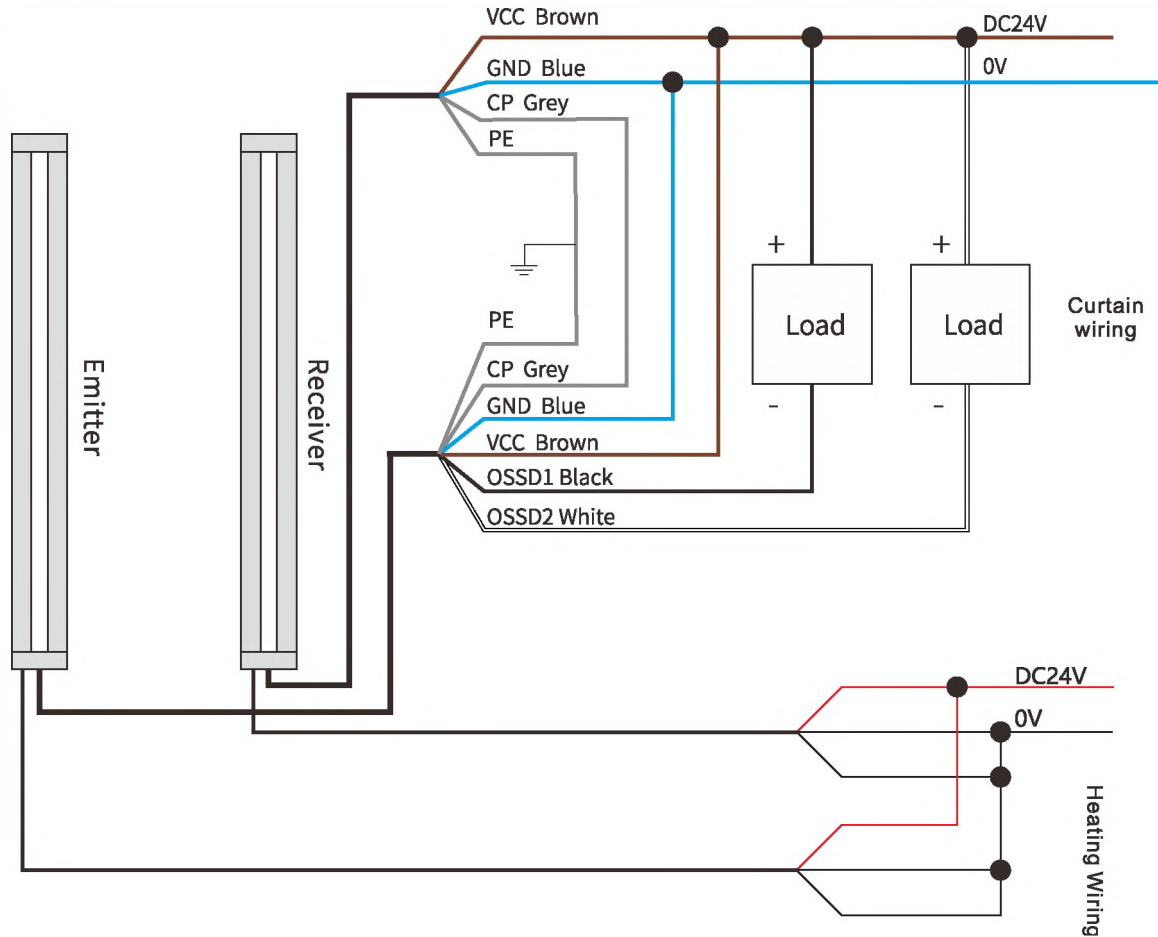 VCC Brown
DC24V
GND Blue
0V
CP Grey
PE
+
+
Load
Load
Curtain
wiring
-
-
PE
CP Grey
GND Blue
VCC Brown
OSSD1 Black
OSSD2 White
Emitter
Receiver
DC24V
0V
Heating Wiring